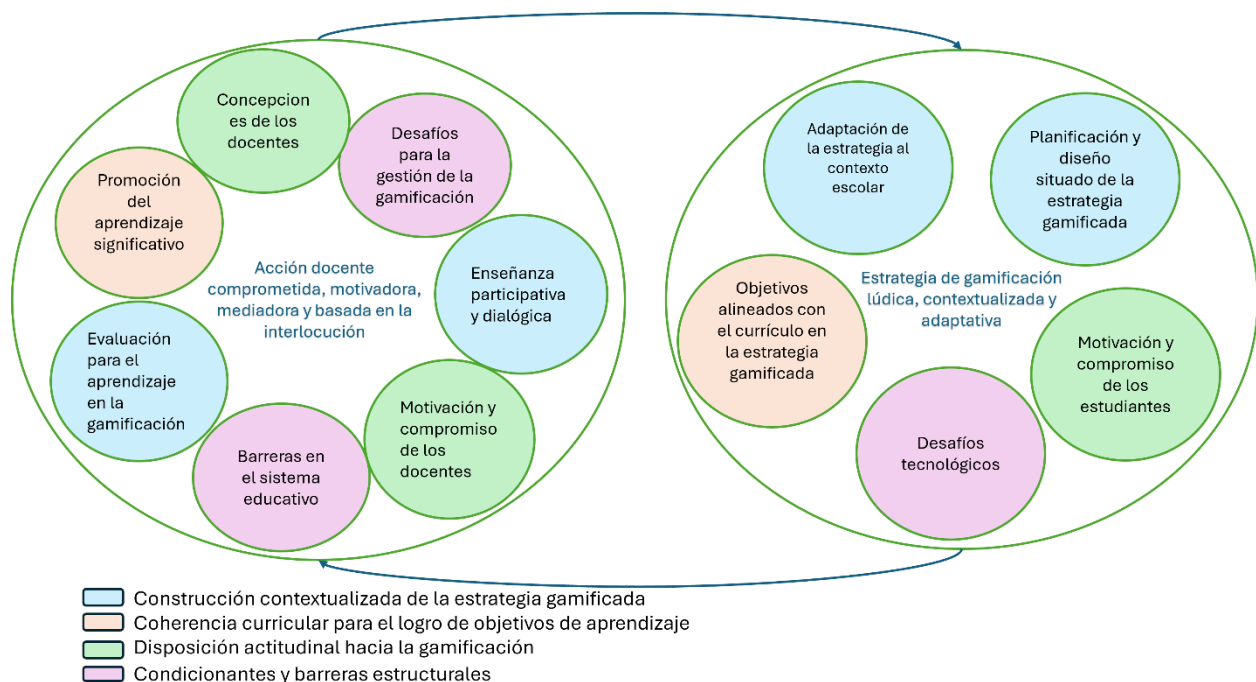 Concepcion
es de los
docentes
Desafíos
para la
gestión de la
gamificación
Promoción
del
aprendizaje
significativo
Acción docente
comprometida, motivadora,
mediadora y basada en la
interlocución
Enseñanza
participativa
y dialógica
Evaluación
para el
aprendizaje
en la
gamificación
Motivación y
compromiso
de los
docentes
Barreras en
el sistema
educativo
Adaptación de
la estrategia al
contexto
escolar
Planificación y
diseño
situado de la
estrategia
gamificada
Estrategia de gamificación
lúdica, contextualizada y
adaptativa
Objetivos
alineados con
el currículo en
la estrategia
gamificada
Motivación y
compromiso
de los
estudiantes
Desafíos
tecnológicos
Construcción contextualizada de la estrategia gamificada
Coherencia curricular para el logro de objetivos de aprendizaje
Disposición actitudinal hacia la gamificación
Condicionantes y barreras estructurales